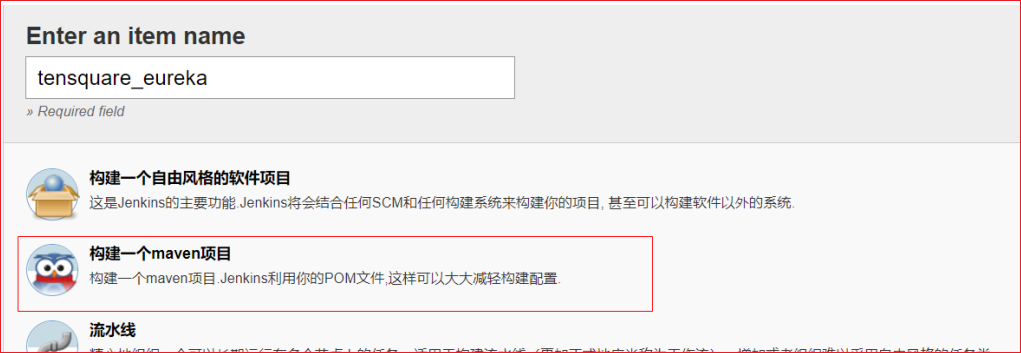 Enter an item name
tensquare_eureka
» Required field
构建一个自由风格的软件项目
这是Jenkins的主要功能.Jenkins将会结合任何SCM和任何构建系统来构建你的项目, 甚至可以构建软件以外的系统.
构建一个maven项目
构建一个maven项目.Jenkins利用你的POM文件,这样可以大大减轻构建配置.
流水线